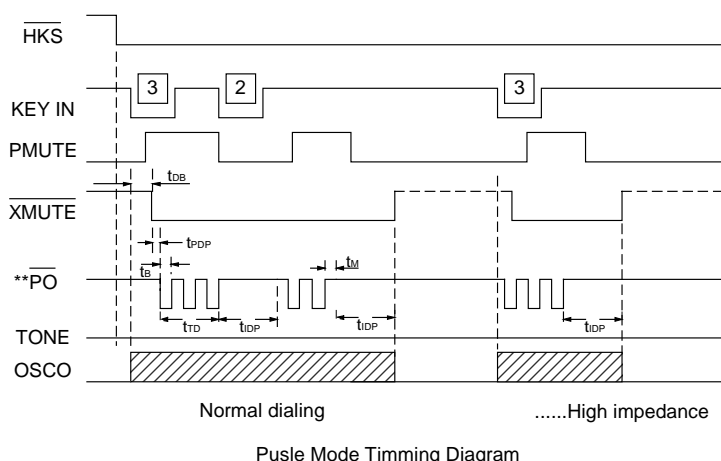 HKS
3 2 3
KEY IN
PMUTE
tDB
XMUTE
tPDP
tB tM
**PO
tTD tIDP tIDP tIDP
TONE
OSCO
Normal dialing ......High impedance
Pusle Mode Timming Diagram